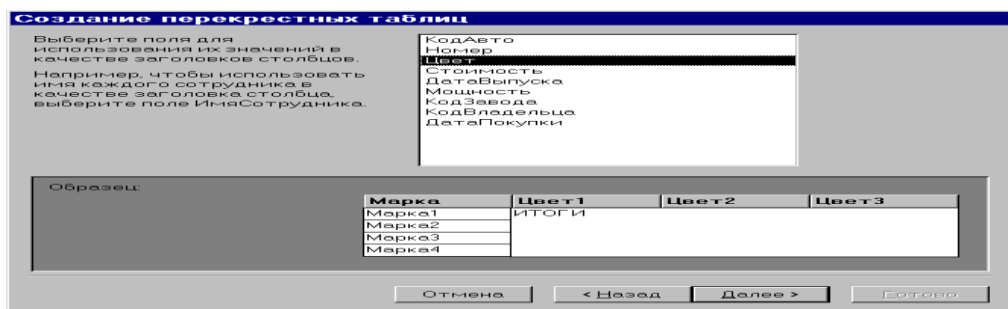 Создание перекрестных таблиц
Выберите поля для
использования их значений в
качестве заголовков столбцов.
Например, чтобы использовать
имя каждого сотрудника в
качестве заголовка столбца,
выберите поле ИмяСотрудника.
КодАвто
Номер
Цвет
Стоимость
ДатаВыпуска
Мощность
КодЗавода
КодВладельца
ДатаПокупки
Образец:
Марка Цвет1 Цвет2 Цвет3
Марка1 ИТОГИ
Марка2
Марка3
Марка4
Отмена < Назад Далее > Готово